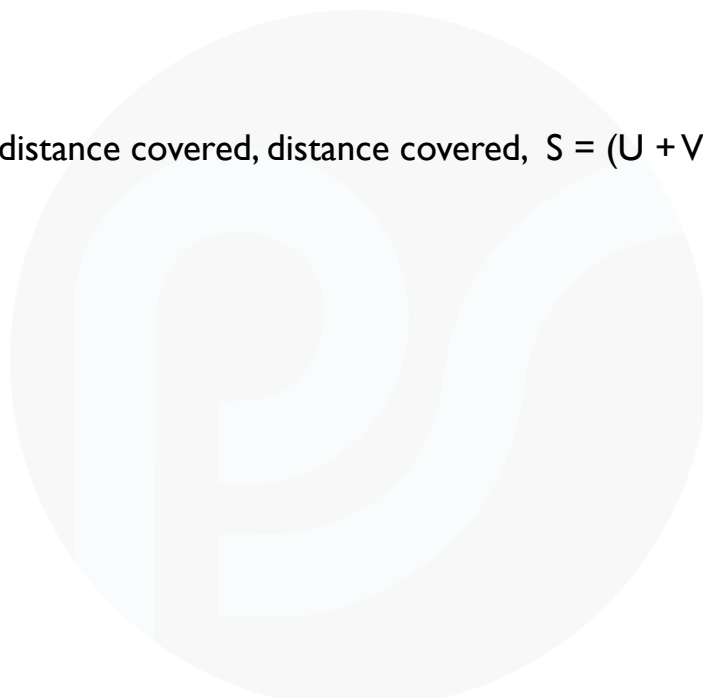 distance covered, distance covered, S = (U + V